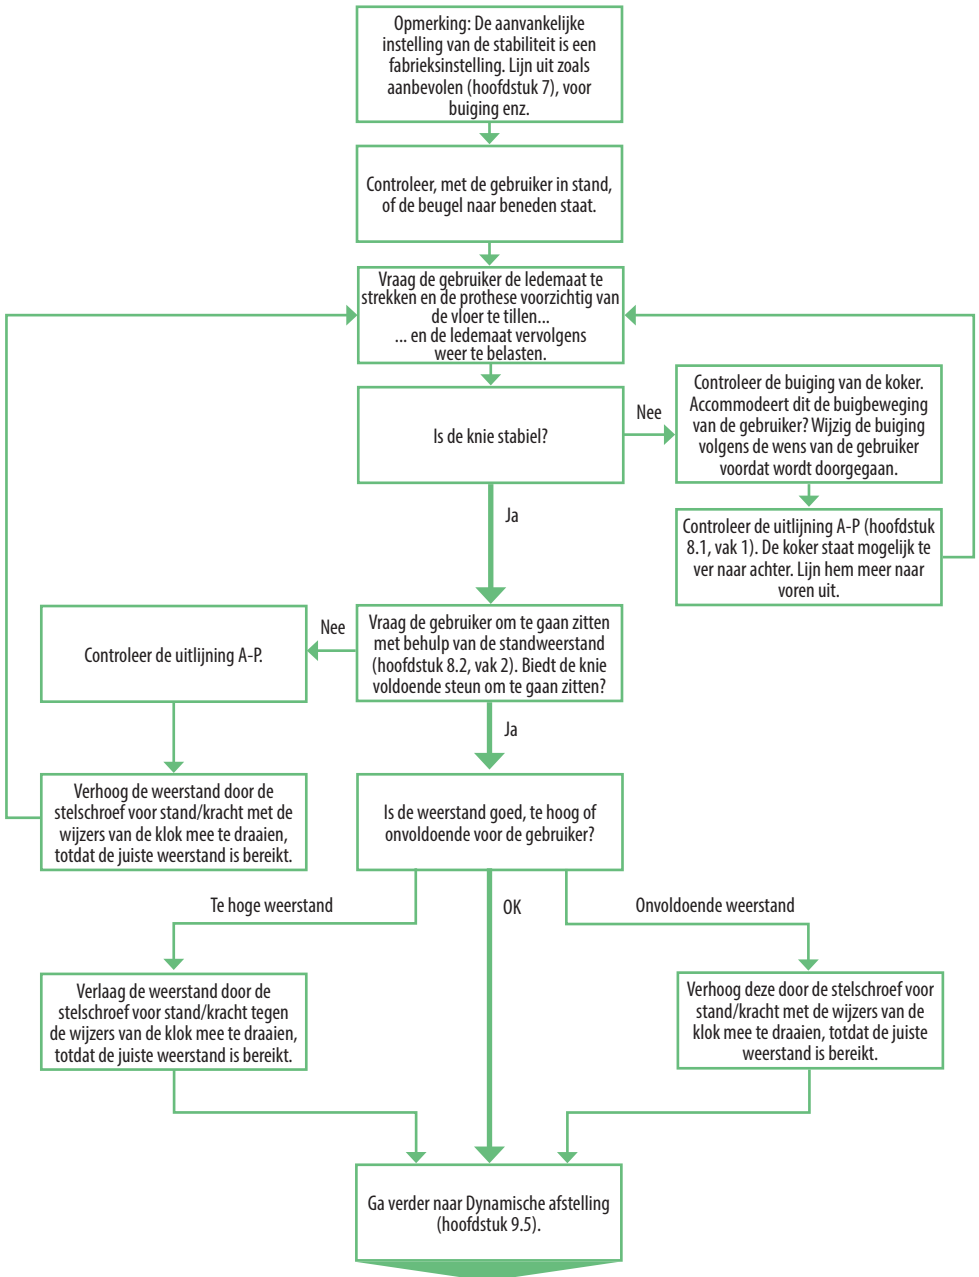 Opmerking: De aanvankelijke
instelling van de stabiliteit is een
fabrieksinstelling. Lijn uit zoals
aanbevolen (hoofdstuk 7), voor
buiging enz.
Controleer, met de gebruiker in stand,
of de beugel naar beneden staat.
Vraag de gebruiker de ledemaat te
strekken en de prothese voorzichtig van
de vloer te tillen...
... en de ledemaat vervolgens
weer te belasten.
Is de knie stabiel?
Nee
Controleer de buiging van de koker.
Accommodeert dit de buigbeweging
van de gebruiker? Wijzig de buiging
volgens de wens van de gebruiker
voordat wordt doorgegaan.
Controleer de uitlijning A-P (hoofdstuk
8.1, vak 1). De koker staat mogelijk te
ver naar achter. Lijn hem meer naar
voren uit.
Ja
Vraag de gebruiker om te gaan zitten
met behulp van de standweerstand
(hoofdstuk 8.2, vak 2). Biedt de knie
voldoende steun om te gaan zitten?
Nee
Controleer de uitlijning A-P.
Verhoog de weerstand door de
stelschroef voor stand/kracht met de
wijzers van de klok mee te draaien,
totdat de juiste weerstand is bereikt.
Ja
Is de weerstand goed, te hoog of
onvoldoende voor de gebruiker?
Te hoge weerstand
OK
Onvoldoende weerstand
Verlaag de weerstand door de
stelschroef voor stand/kracht tegen
de wijzers van de klok mee te draaien,
totdat de juiste weerstand is bereikt.
Verhoog deze door de stelschroef voor
stand/kracht met de wijzers van de
klok mee te draaien, totdat de juiste
weerstand is bereikt.
Ga verder naar Dynamische afstelling
(hoofdstuk 9.5).